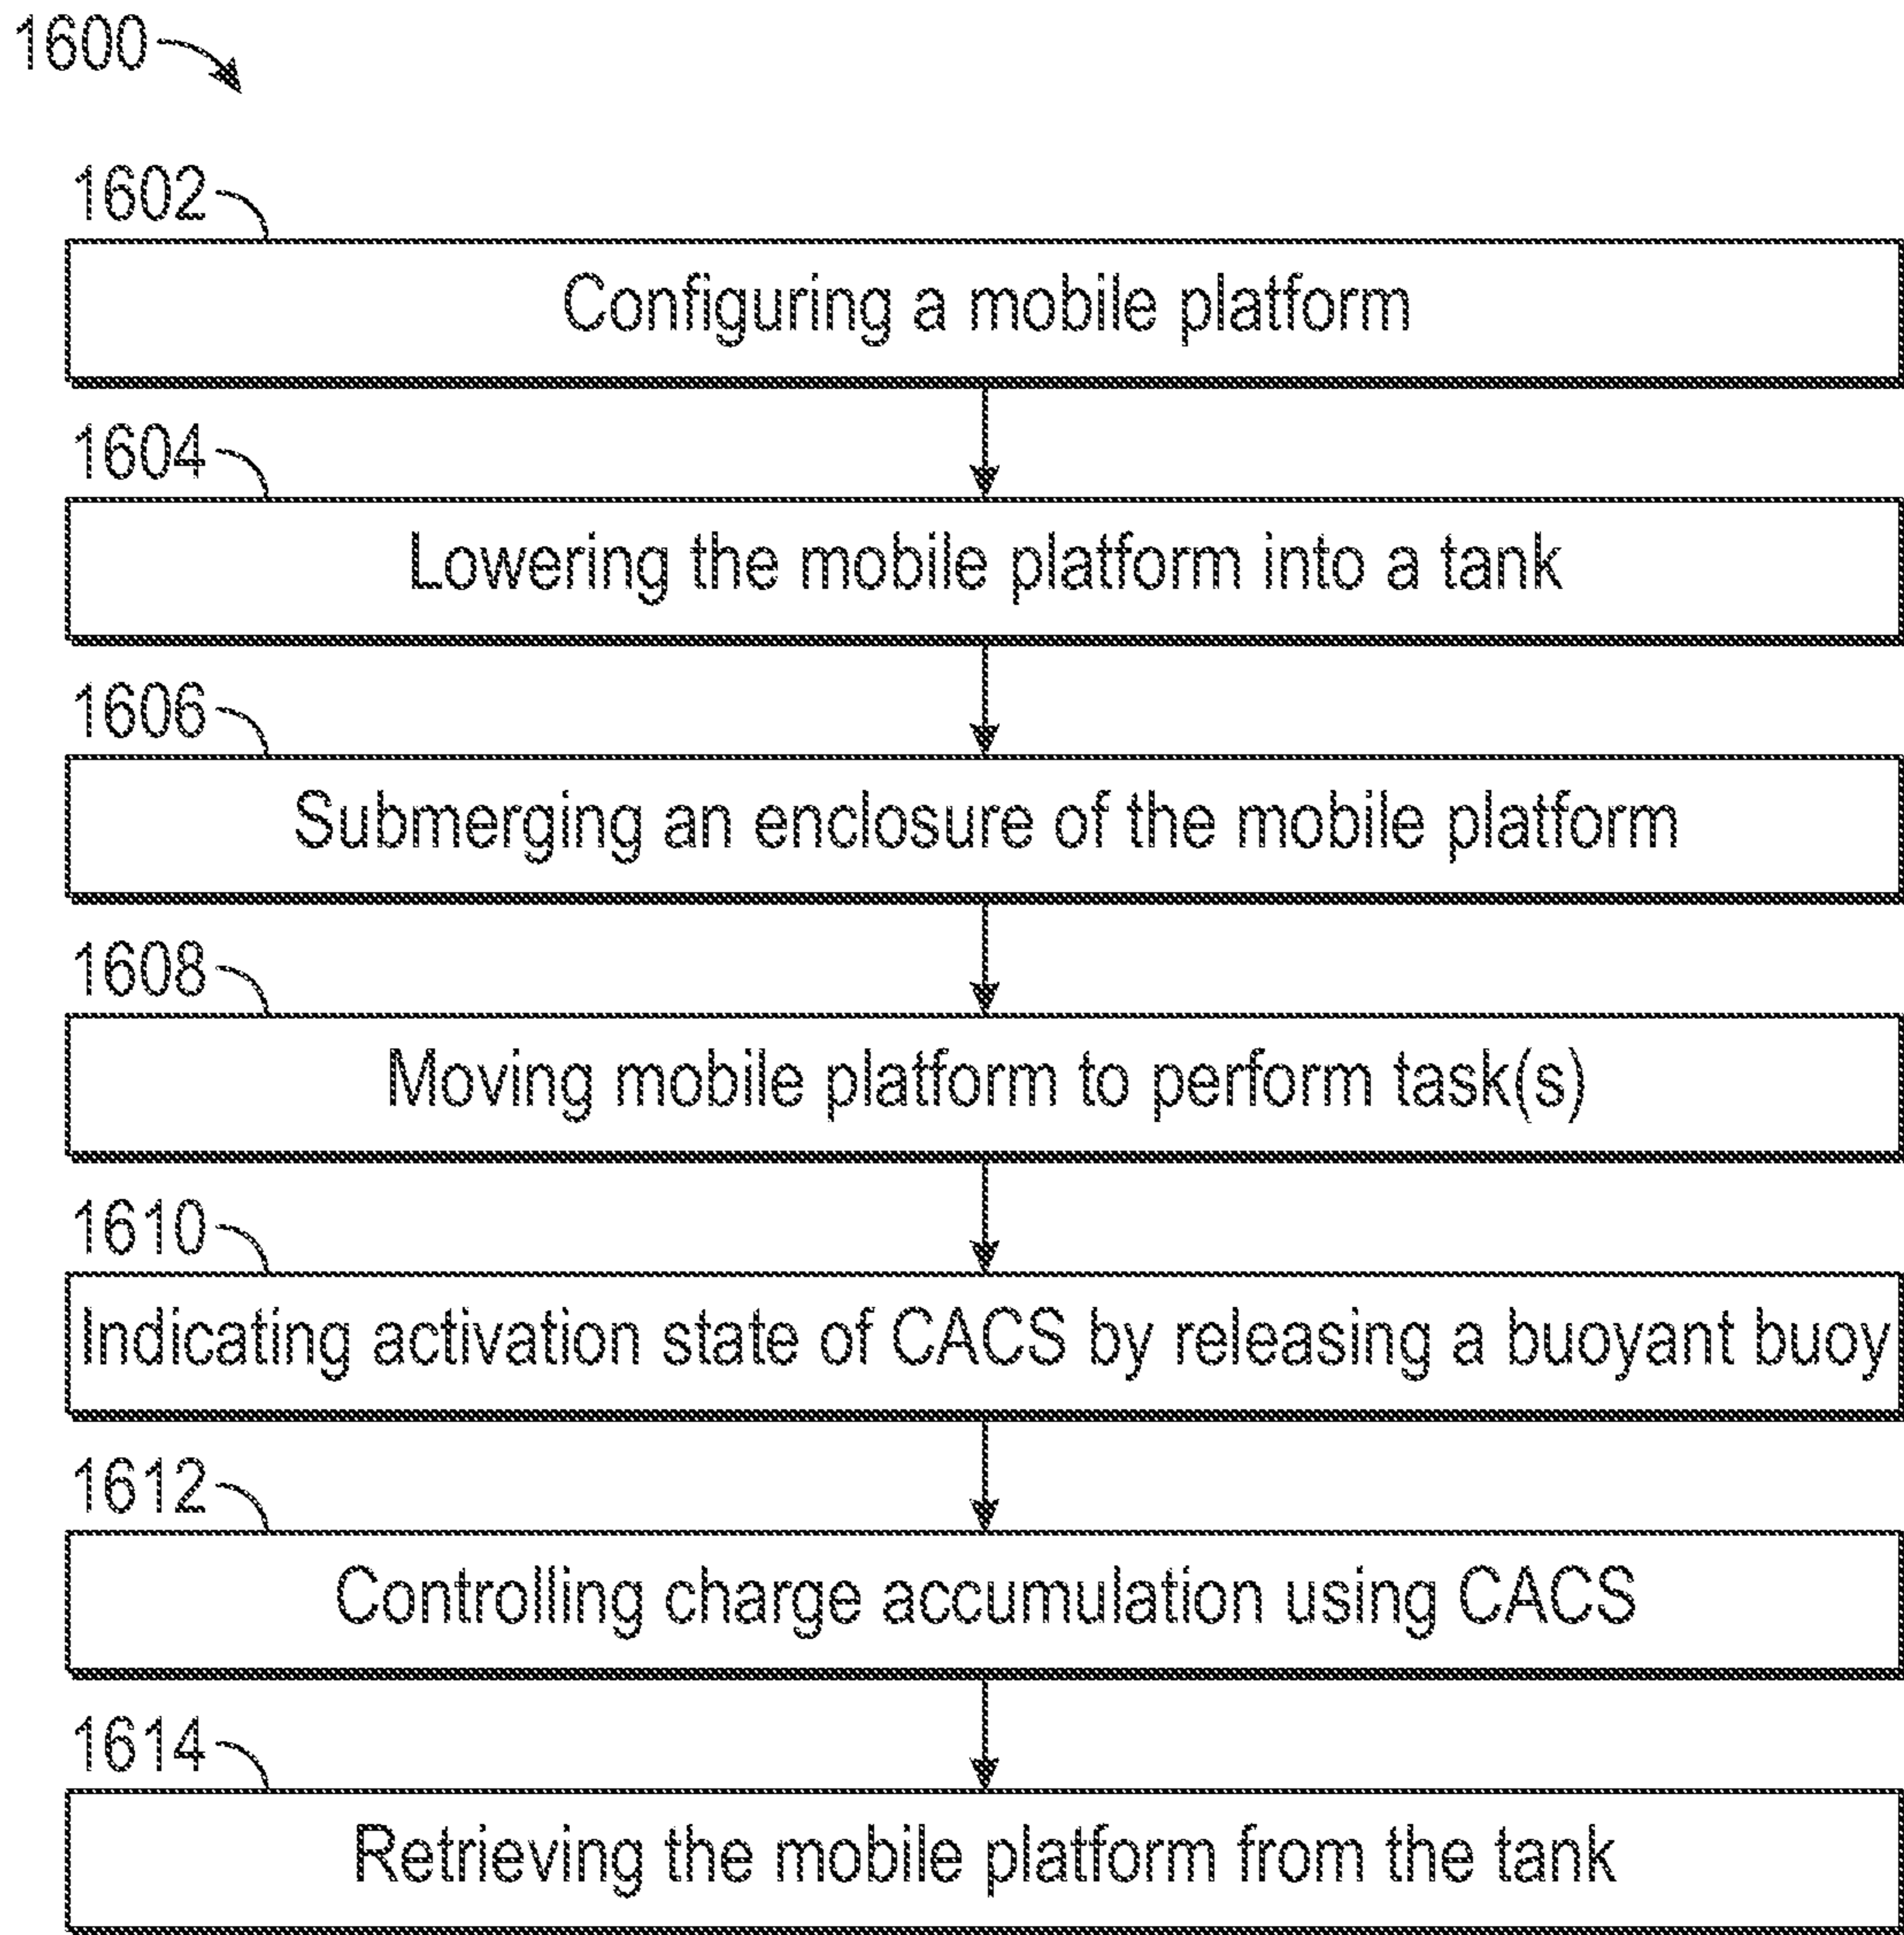 1600
1602
Configuring a mobile platform
1604
Lowering the mobile platform into a tank
1606
Submerging an enclosure of the mobile platform
1608
Moving mobile platform to perform task(s)
1610
Indicating activation state of CACS by releasing a buoyant buoy
1612
Controlling charge accumulation using CACS
1614
Retrieving the mobile platform from the tank